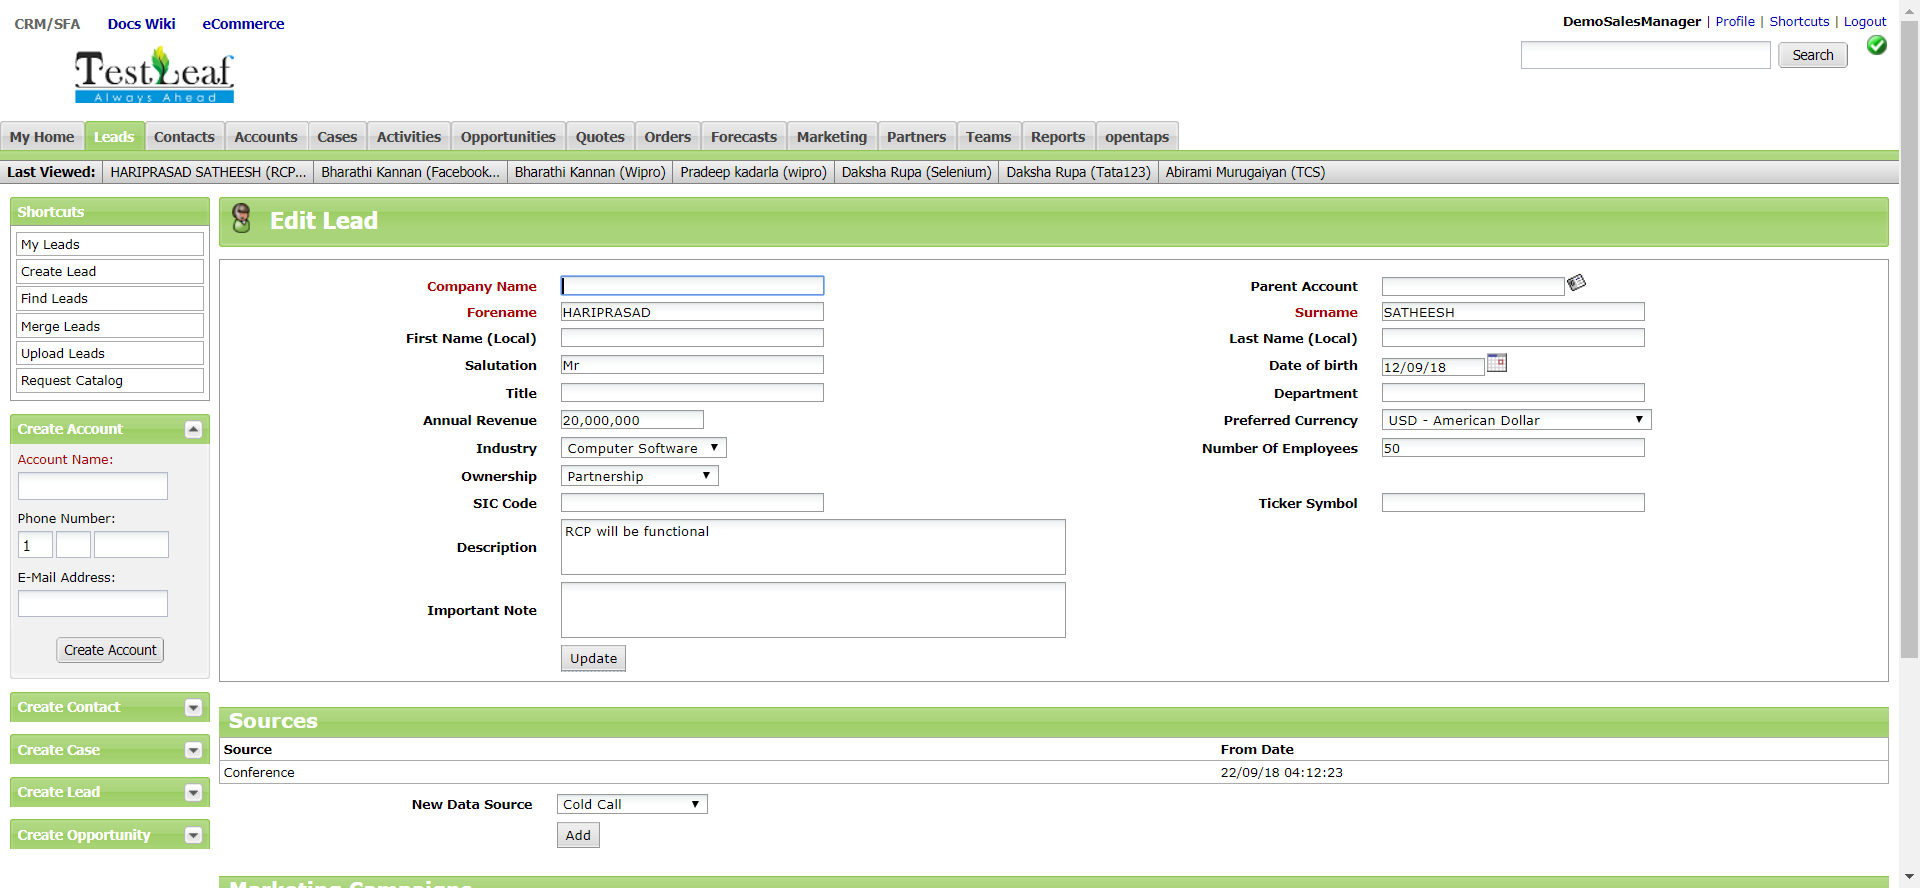 CRM/SFA Docs Wiki eCommerce
DemoSalesManager | Profile | Shortcuts | Logout
TestLeaf
Always Ahead
Search
My Home Leads Contacts Accounts Cases Activities Opportunities Quotes Orders Forecasts Marketing Partners Teams Reports opentaps
Last Viewed: HARIPRASAD SATHEESH (RCP... Bharathi Kannan (Facebook... Bharathi Kannan (Wipro) Pradeep kadarla (wipro) Daksha Rupa (Selenium) Daksha Rupa (Tata123) Abirami Murugaiyan (TCS)
Shortcuts
My Leads
Create Lead
Find Leads
Merge Leads
Upload Leads
Request Catalog
Create Account
Account Name:
Phone Number:
1
E-Mail Address:
Create Account
Create Contact
Create Case
Create Lead
Create Opportunity
Edit Lead
Company Name Parent Account
Forename HARIPRASAD Surname SATHEESH
First Name (Local) Last Name (Local)
Salutation Mr Date of birth 12/09/18
Title Department
Annual Revenue 20,000,000 Preferred Currency USD - American Dollar
Industry Computer Software Number Of Employees 50
Ownership Partnership
SIC Code Ticker Symbol
Description RCP will be functional
Important Note
Update
Sources
Source From Date
Conference 22/09/18 04:12:23
New Data Source Cold Call
Add
Marketing Campaigns